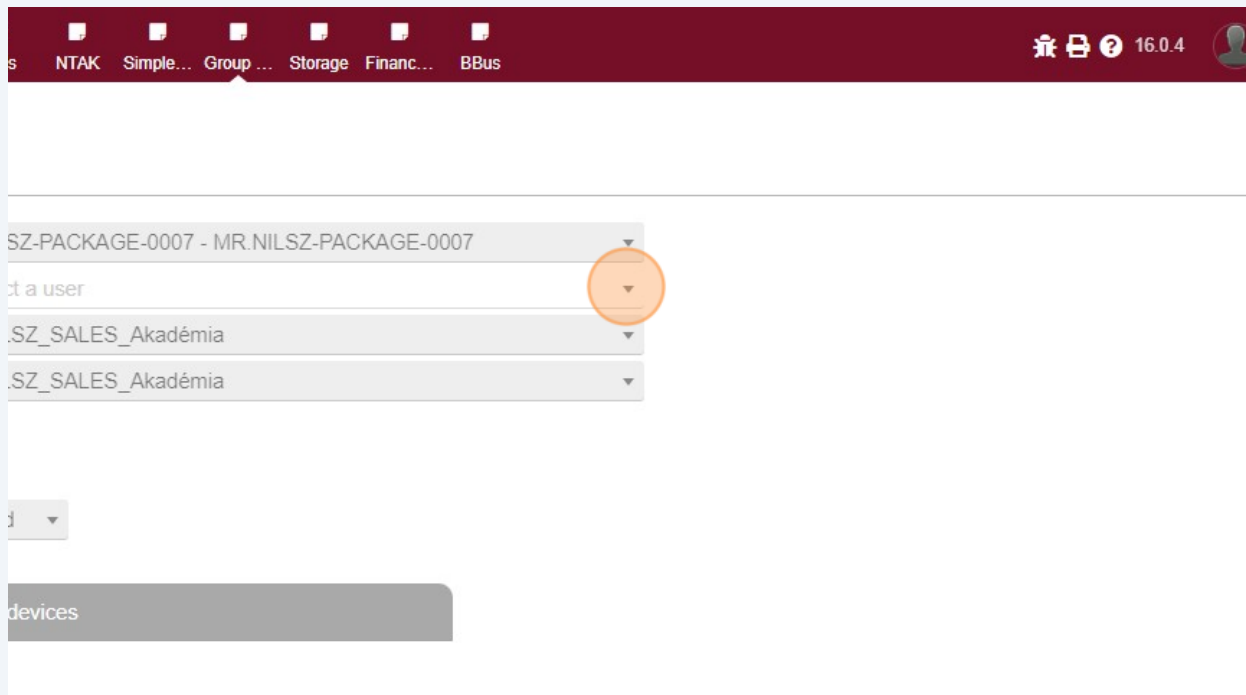 s NTAK Simple... Group ... Storage Financ... BBus 16.0.4
SZ-PACKAGE-0007 - MR.NILSZ-PACKAGE-0007
ct a user
.SZ_SALES_Akadémia
.SZ_SALES_Akadémia
d
devices